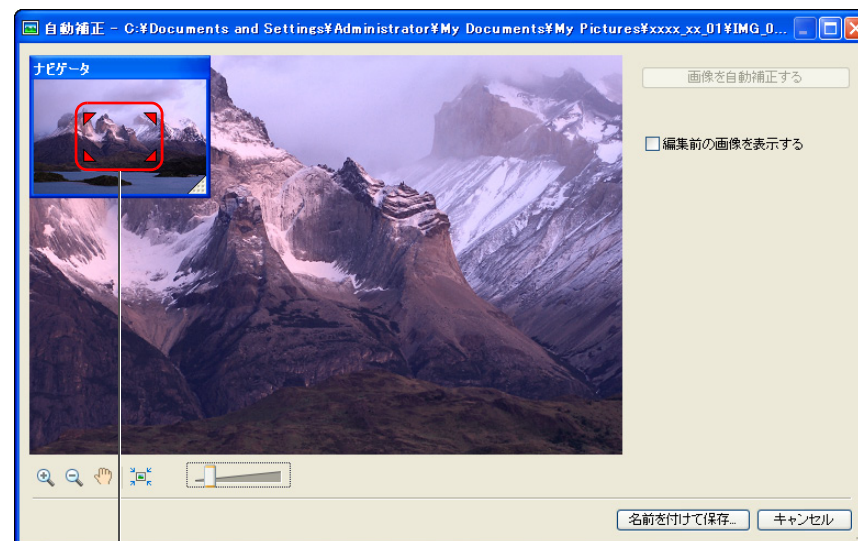 自動補正 - C:¥Documents and Settings¥Administrator¥My Documents¥My Pictures¥xxxx_xx_01¥IMG_0...
ナビゲータ
画像を自動補正する
編集前の画像を表示する
名前を付けて保存...
キャンセル